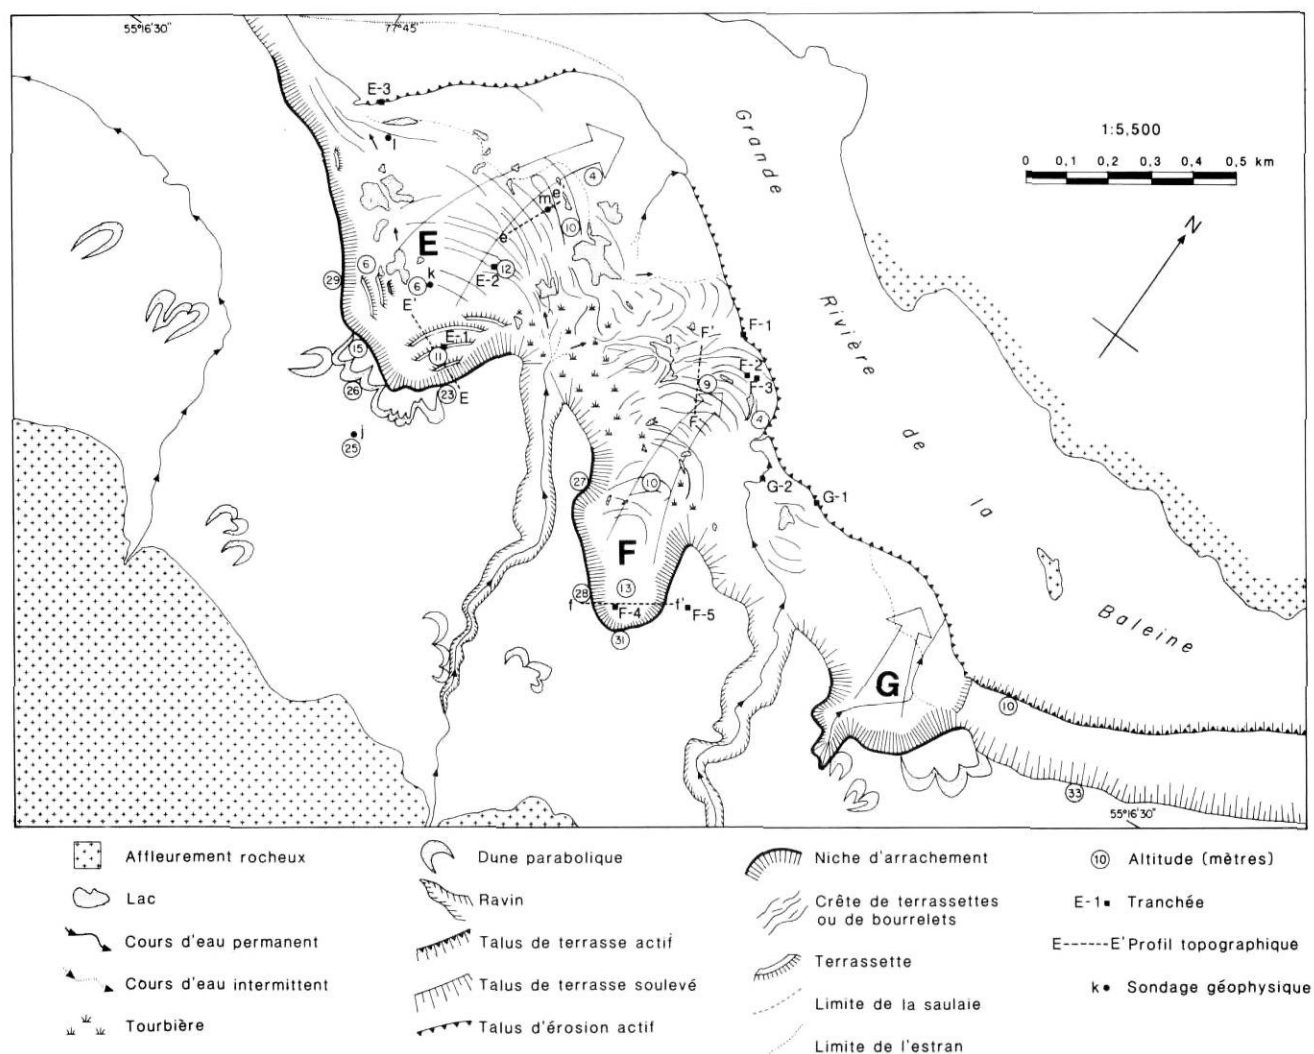 55°16'30"
77°45'
E-3
l
Grande
1:5,500
0 0,1 0,2 0,3 0,4 0,5 km
N
4
e'
m
10
e
E
6
k
6
E-2
12
29
E'
Rivière
E-1
11
15
26
23
E
j
25
F'
F-1
F-2
F-3
9
F
4
de
27
10
G-2
G-1
la
F
13
28
f
F-4
f'
F-5
31
Baleine
G
10
33
55°16'30"
Affleurement rocheux
Lac
Cours d'eau permanent
Cours d'eau intermittent
Tourbière
Dune parabolique
Ravin
Talus de terrasse actif
Talus de terrasse soulevé
Talus d'érosion actif
Niche d'arrachement
Crête de terrassettes
ou de bourrelets
Terrassette
Limite de la saulaie
Limite de l'estran
10 Altitude (mètres)
E-1 Tranchée
E------E' Profil topographique
k• Sondage géophysique